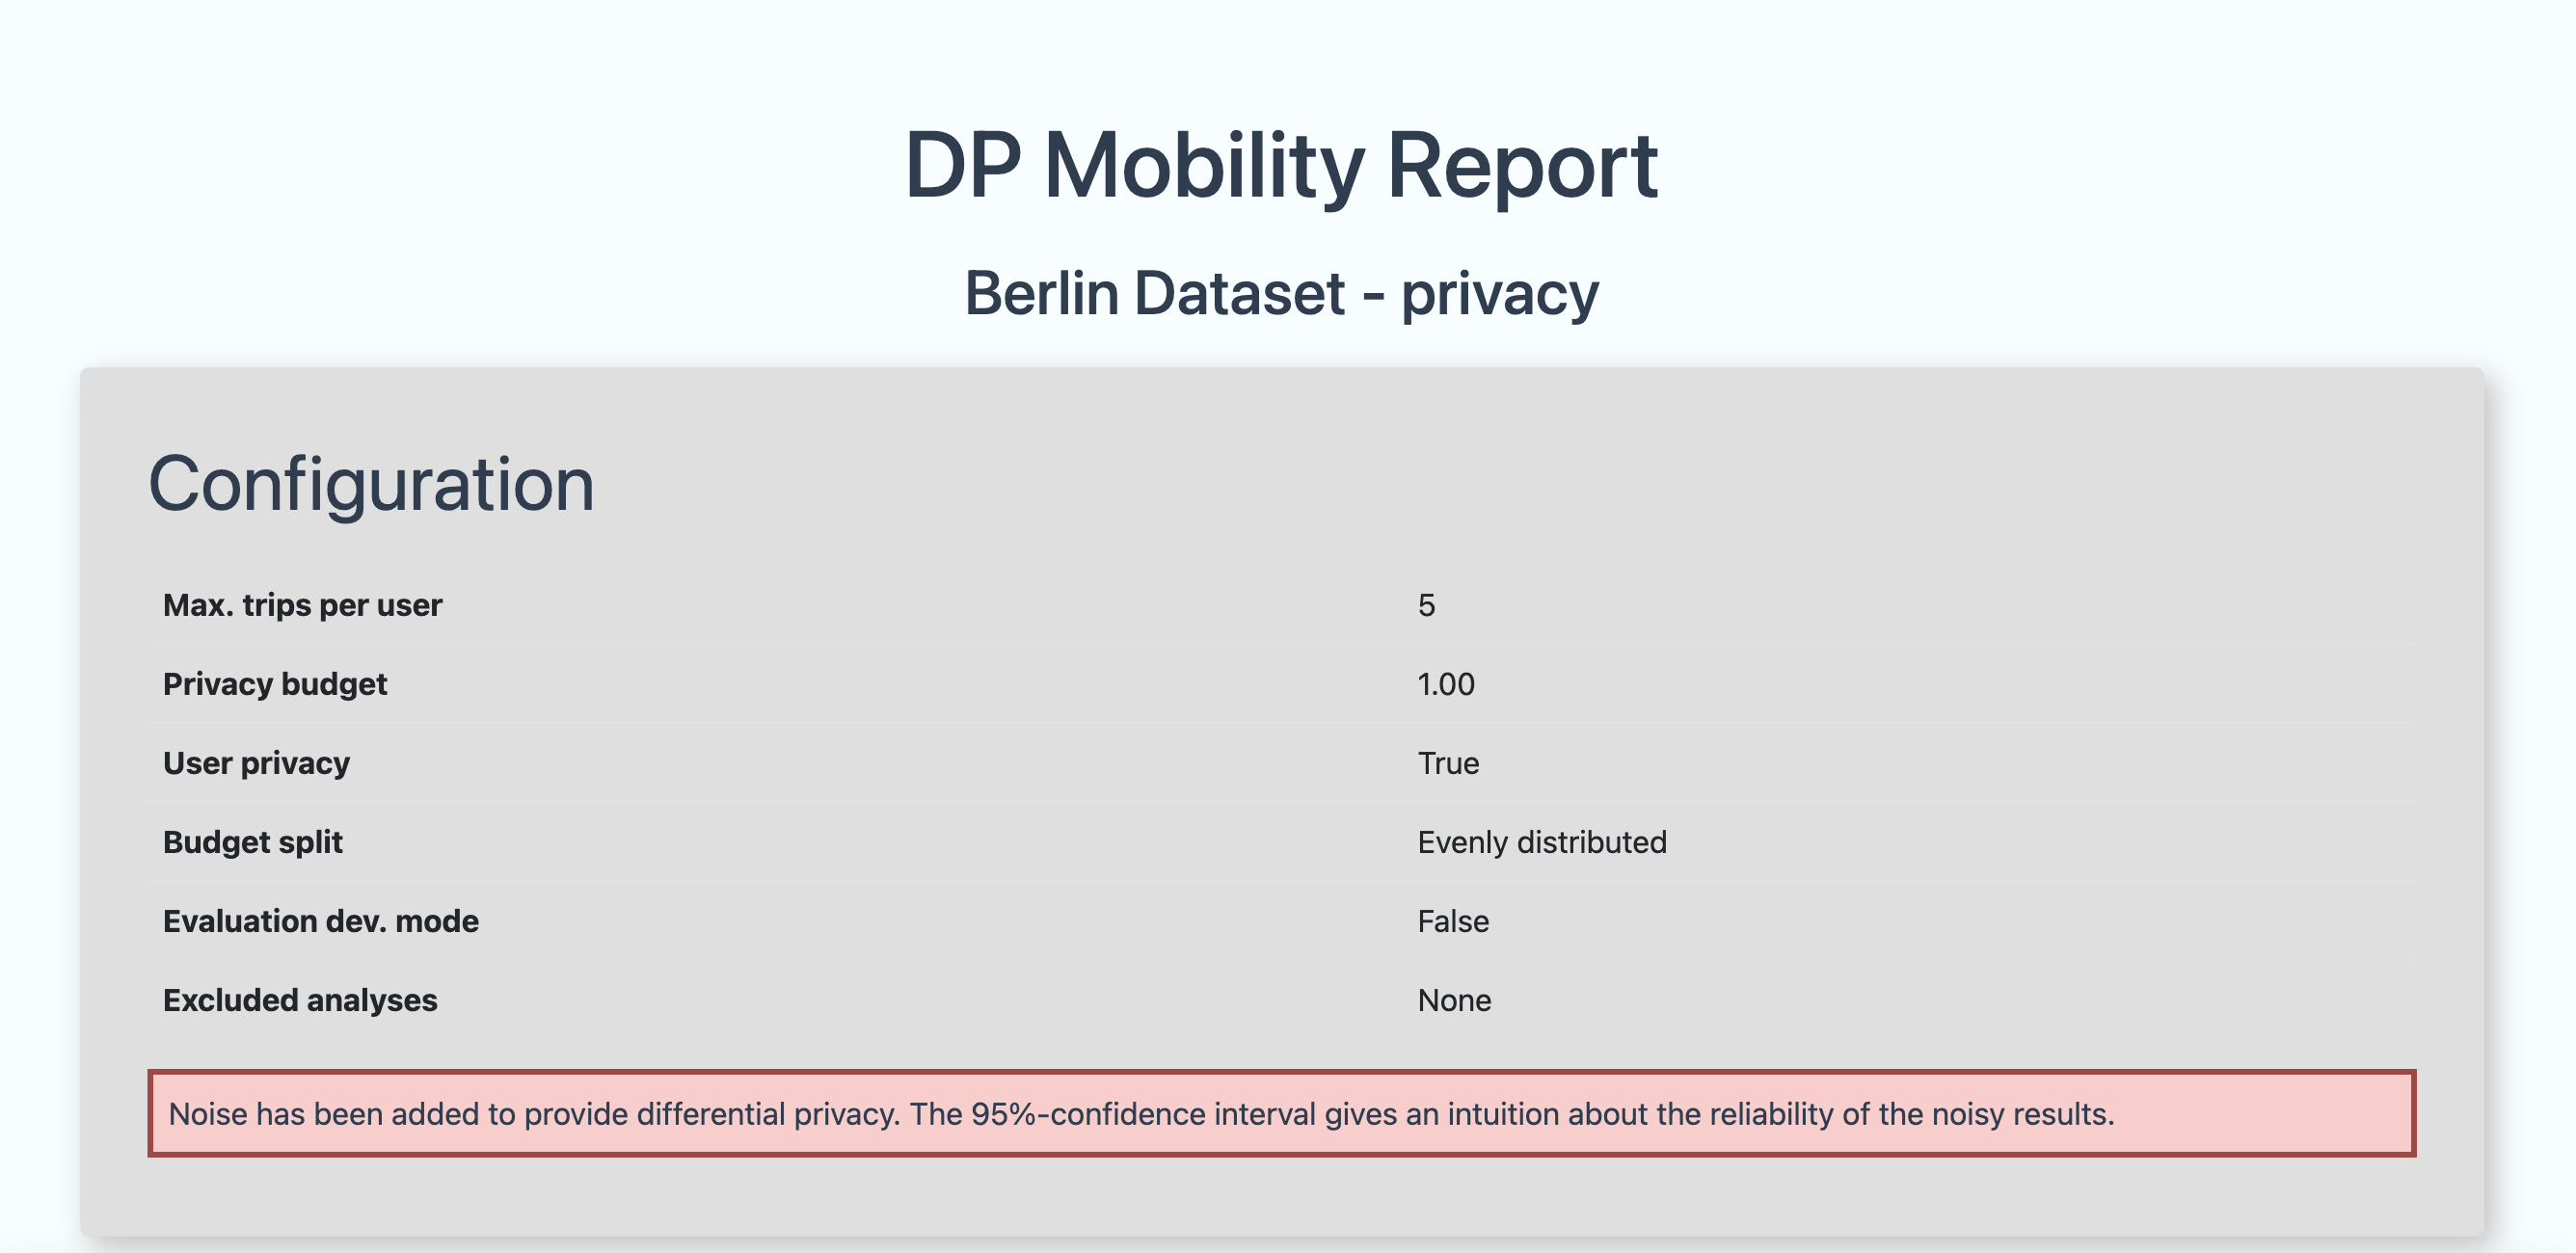 DP Mobility Report
Berlin Dataset - privacy
Configuration
Max. trips per user 5
Privacy budget 1.00
User privacy True
Budget split Evenly distributed
Evaluation dev. mode False
Excluded analyses None
Noise has been added to provide differential privacy. The 95%-confidence interval gives an intuition about the reliability of the noisy results.